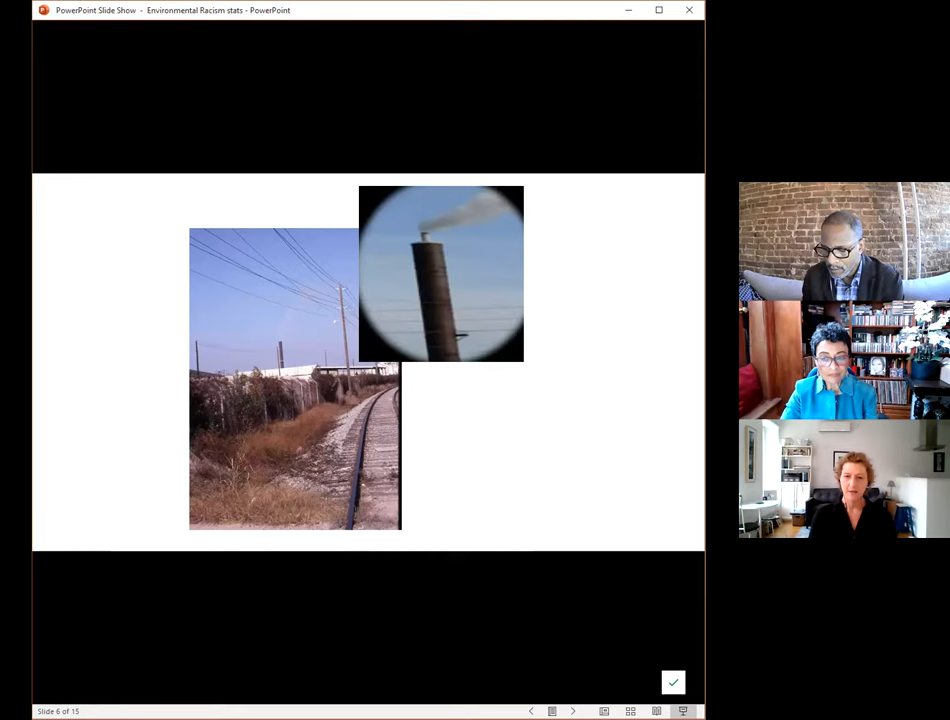 PowerPoint Slide Show - Environmental Racism stats - PowerPoint
Slide 6 of 15